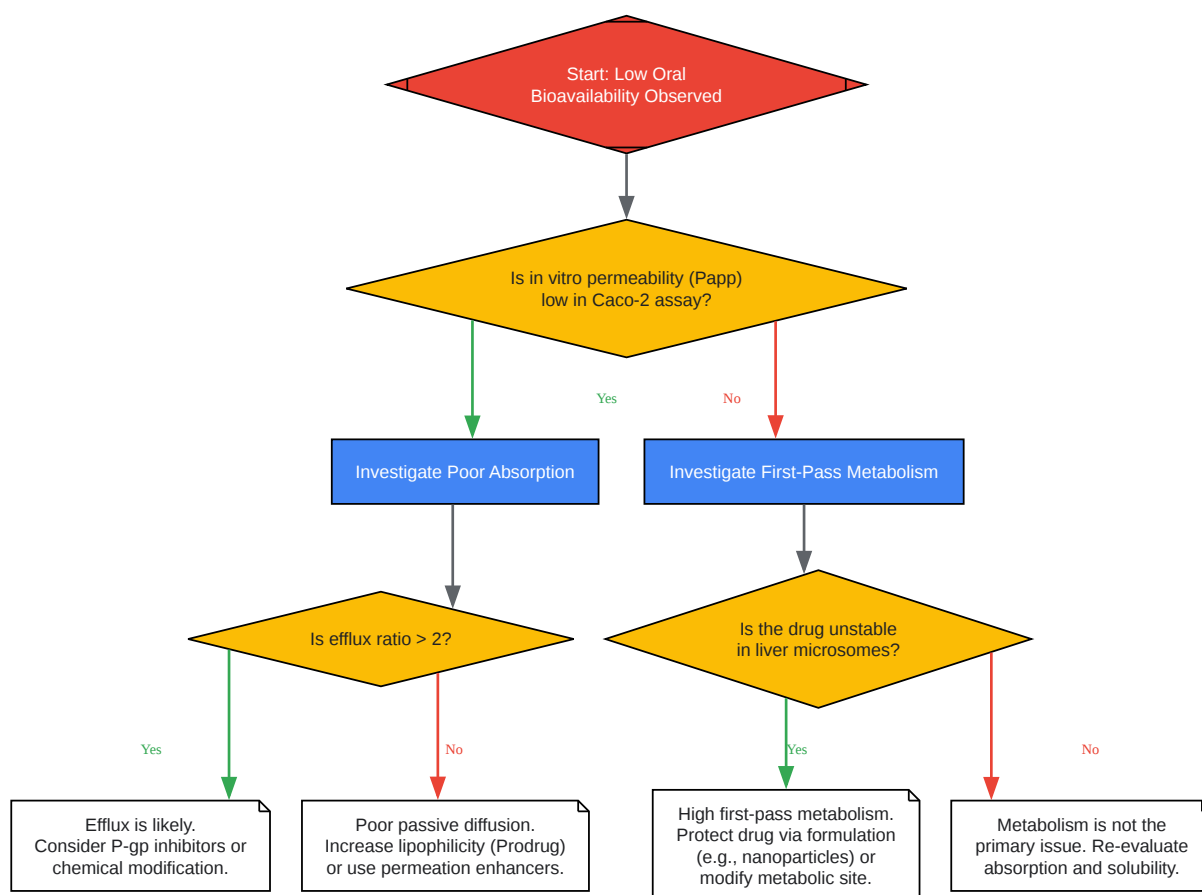 Start: Low Oral
Bioavailability Observed
Is in vitro permeability (Papp)
low in Caco-2 assay?
Yes
No
Investigate Poor Absorption
Investigate First-Pass Metabolism
Is efflux ratio > 2?
Is the drug unstable
in liver microsomes?
Yes
No
Yes
No
Efflux is likely.
Consider P-gp inhibitors or
chemical modification.
Poor passive diffusion.
Increase lipophilicity (Prodrug)
or use permeation enhancers.
High first-pass metabolism.
Protect drug via formulation
(e.g., nanoparticles) or
modify metabolic site.
Metabolism is not the
primary issue. Re-evaluate
absorption and solubility.